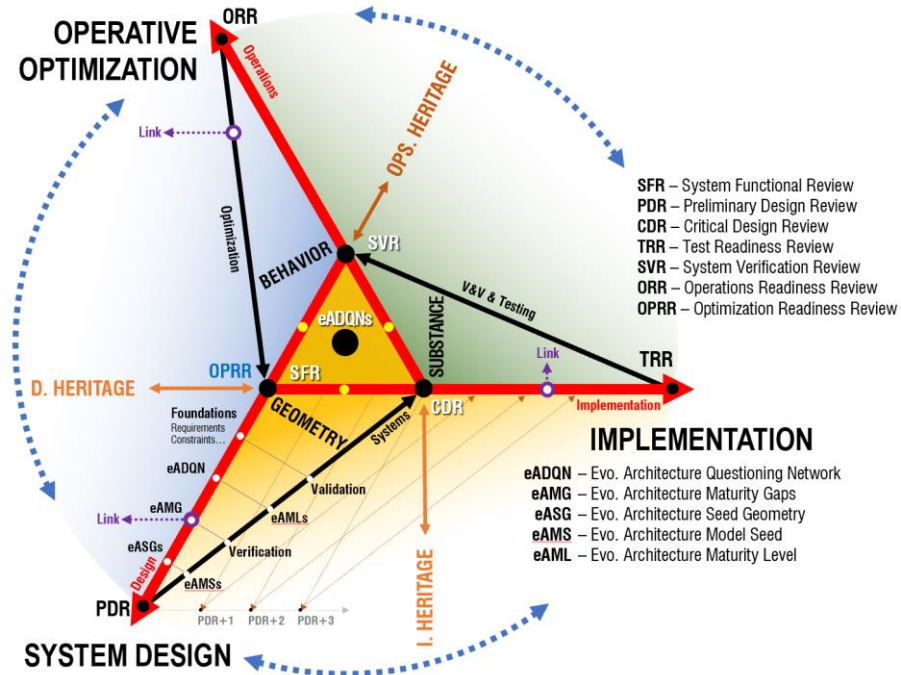 ORR
OPERATIVE
OPTIMIZATION
Operations
Link
OPS. HERITAGE
Optimization
BEHAVIOR
SVR
V&V & Testing
SFR – System Functional Review
PDR – Preliminary Design Review
CDR – Critical Design Review
TRR – Test Readiness Review
SVR – System Verification Review
ORR – Operations Readiness Review
OPRR – Optimization Readiness Review
eADQNs
SUBSTANCE
Link
TRR
OPRR
SFR
D. HERITAGE
CDR
Implementation
GEOMETRY
Systems
Foundations
Requirements
Constraints...
IMPLEMENTATION
eADQN – Evo. Architecture Questioning Network
eAMG – Evo. Architecture Maturity Gaps
eASG – Evo. Architecture Seed Geometry
eAMS – Evo. Architecture Model Seed
eAML – Evo. Architecture Maturity Level
eADQN
Validation
eAMG
Link
eAMLs
eASGs
Verification
Design
eAMSs
I. HERITAGE
PDR
PDR+1
PDR+2
PDR+3
SYSTEM DESIGN